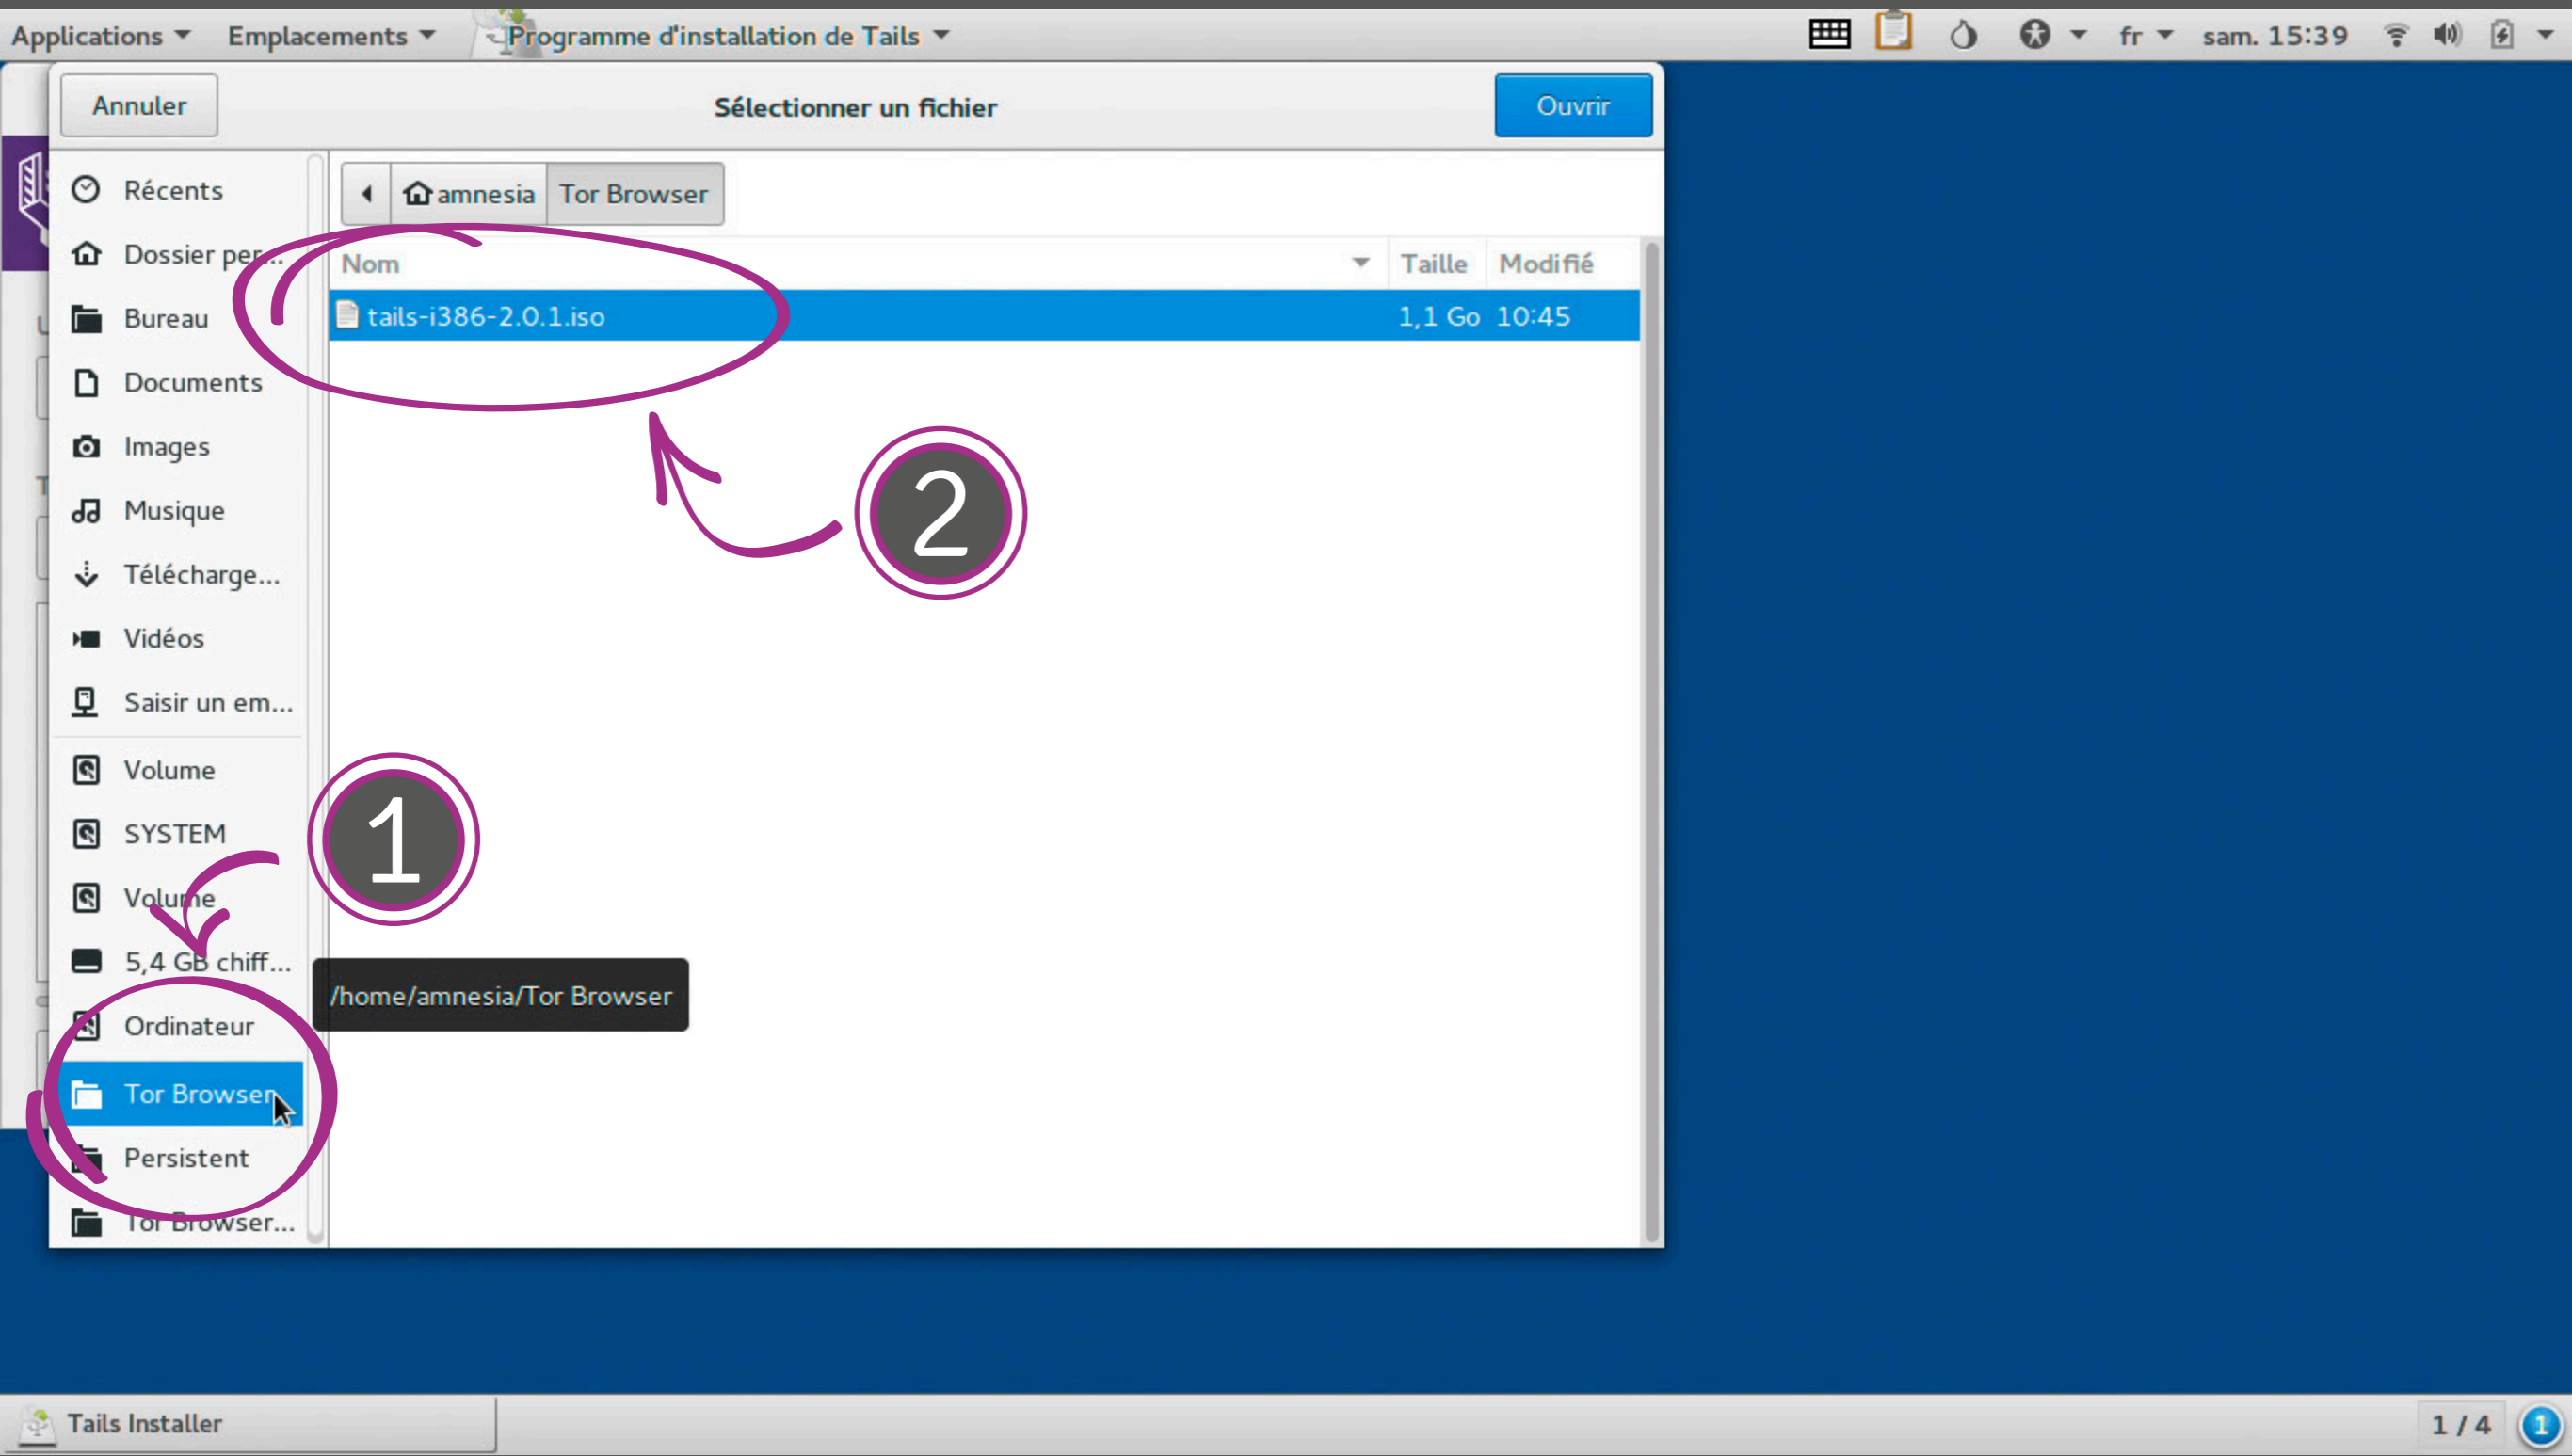 Applications Emplacements Programme d'installation de Tails fr sam. 15:39
Annuler Sélectionner un fichier Ouvrir
Récents
amnesia Tor Browser
Dossier per...
Nom Taille Modifié
Bureau
tails-i386-2.0.1.iso 1,1 Go 10:45
Documents
Images
2
Musique
Télécharge...
Vidéos
Saisir un em...
Volume
1
SYSTEM
Volume
5,4 GB chiff...
/home/amnesia/Tor Browser
Ordinateur
Tor Browser
Persistent
Tor Browser...
Tails Installer 1 / 4 1